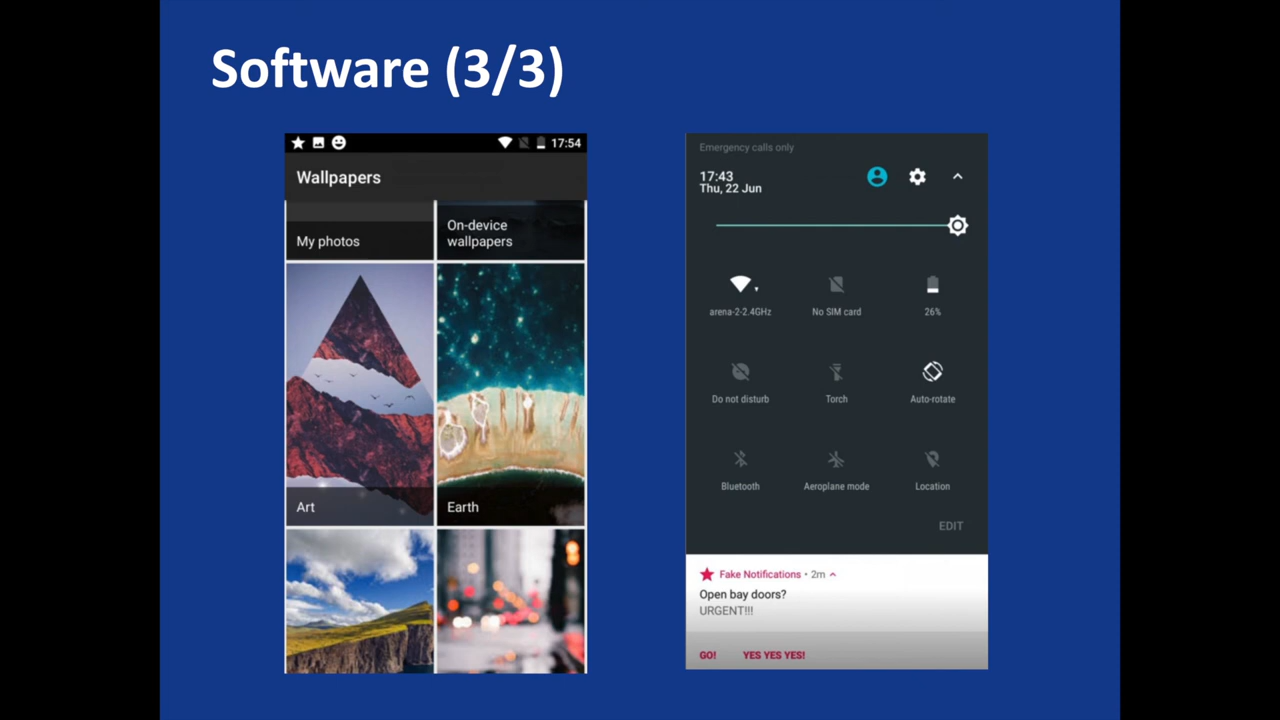 Software (3/3)
17:54
Wallpapers
My photos
On-device
wallpapers
Art
Earth
Emergency calls only
17:43
Thu, 22 Jun
arena-2-2.4GHz
No SIM card
26%
Do not disturb
Torch
Auto-rotate
Bluetooth
Aeroplane mode
Location
EDIT
Fake Notifications • 2m
Open bay doors?
URGENT!!!
GO! YES YES YES!